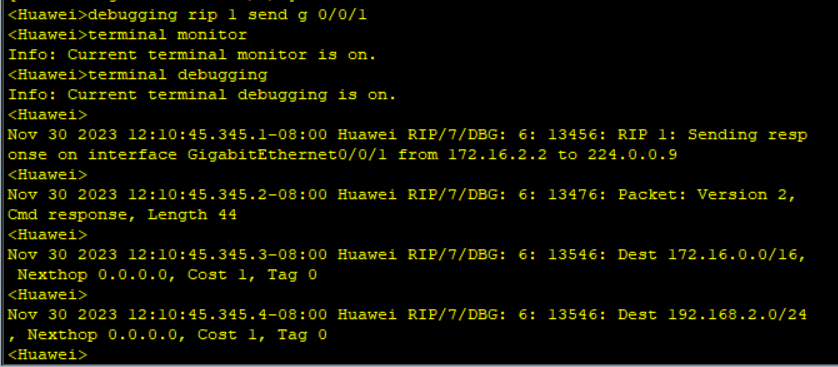 <Huawei>debugging rip 1 send g 0/0/1
<Huawei>terminal monitor
Info: Current terminal monitor is on.
<Huawei>terminal debugging
Info: Current terminal debugging is on.
<Huawei>
Nov 30 2023 12:10:45.345.1-08:00 Huawei RIP/7/DBG: 6: 13456: RIP 1: Sending resp
onse on interface GigabitEthernet0/0/1 from 172.16.2.2 to 224.0.0.9
<Huawei>
Nov 30 2023 12:10:45.345.2-08:00 Huawei RIP/7/DBG: 6: 13476: Packet: Version 2,
Cmd response, Length 44
<Huawei>
Nov 30 2023 12:10:45.345.3-08:00 Huawei RIP/7/DBG: 6: 13546: Dest 172.16.0.0/16,
 Nexthop 0.0.0.0, Cost 1, Tag 0
<Huawei>
Nov 30 2023 12:10:45.345.4-08:00 Huawei RIP/7/DBG: 6: 13546: Dest 192.168.2.0/24
, Nexthop 0.0.0.0, Cost 1, Tag 0
<Huawei>